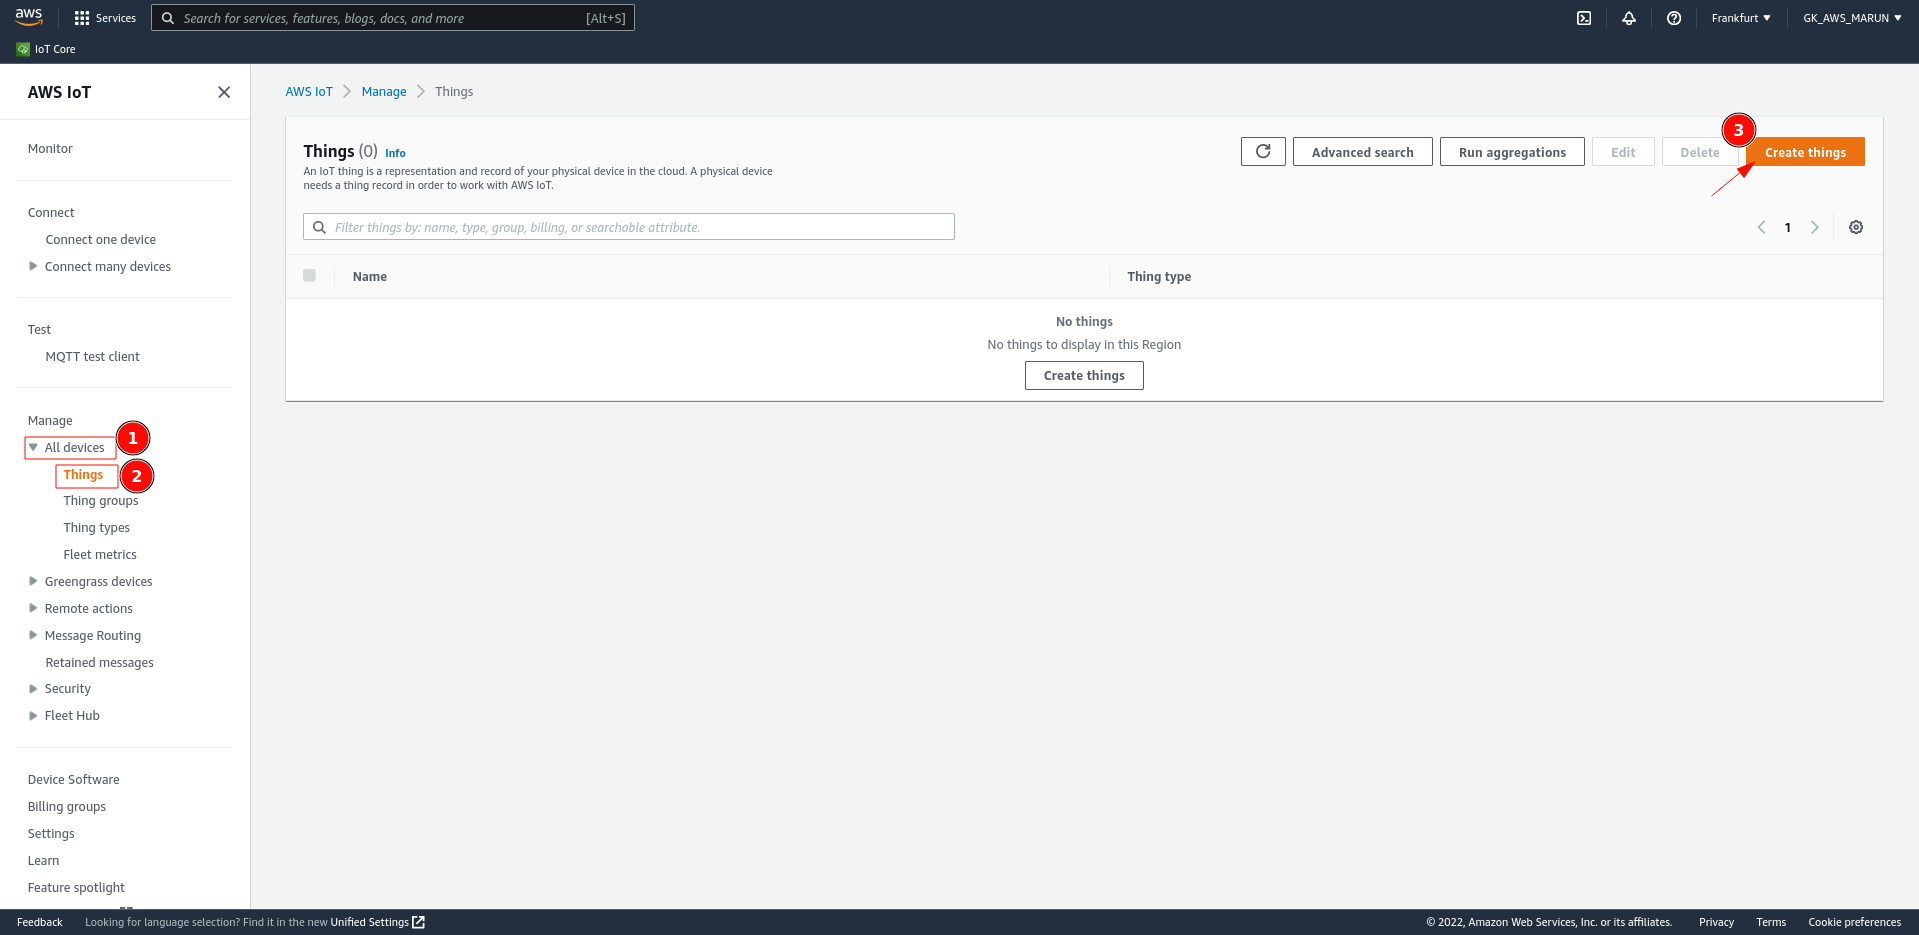 aws
Services
Search for services, features, blogs, docs, and more [Alt+S]
Frankfurt
GK_AWS_MARUN
IoT Core
AWS IoT
Monitor
Connect
Connect one device
Connect many devices
Test
MQTT test client
Manage
All devices
1
Things
2
Thing groups
Thing types
Fleet metrics
Greengrass devices
Remote actions
Message Routing
Retained messages
Security
Fleet Hub
Device Software
Billing groups
Settings
Learn
Feature spotlight
AWS IoT Manage Things
Things (0) Info
An IoT thing is a representation and record of your physical device in the cloud. A physical device
needs a thing record in order to work with AWS IoT.
Advanced search
Run aggregations
Edit
Delete
3
Create things
Filter things by: name, type, group, billing, or searchable attribute.
1
Name
Thing type
No things
No things to display in this Region
Create things
Feedback
Looking for language selection? Find it in the new Unified Settings
© 2022, Amazon Web Services, Inc. or its affiliates.
Privacy
Terms
Cookie preferences